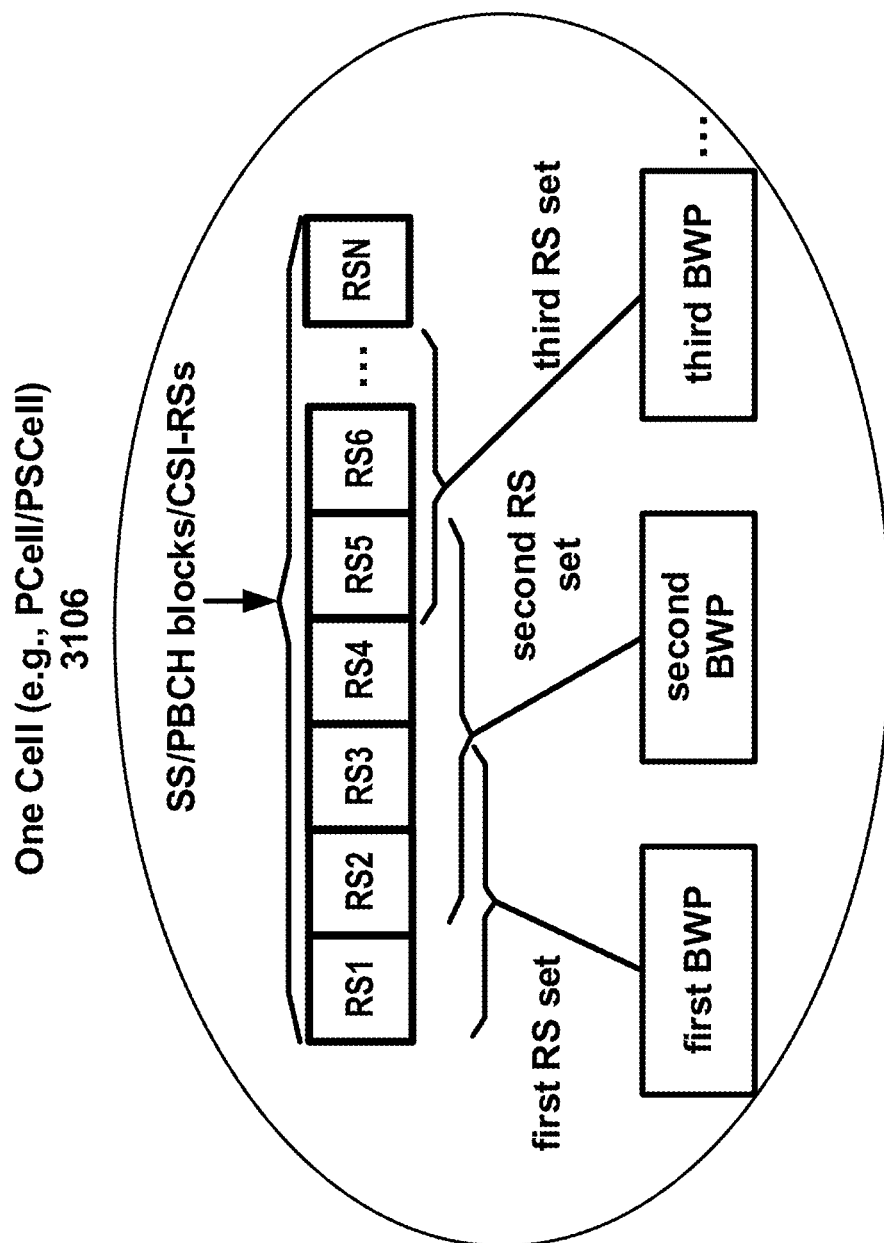 One Cell (e.g., PCell/PSCell)
3106
SS/PBCH blocks/CSI-RSs
RS1 RS2 RS3 RS4 RS5 RS6 ... RSN
first RS set
second RS
set
third RS set
first BWP
second
BWP
third BWP
...